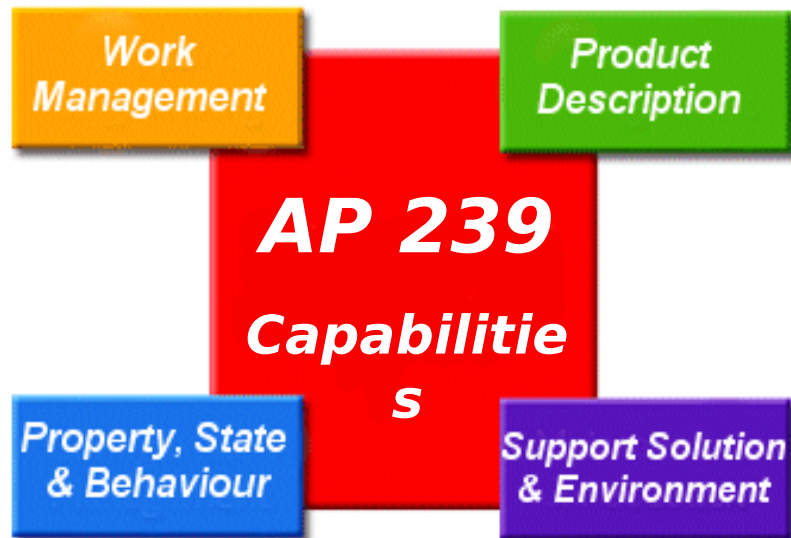 Work
Management
Product
Description
AP 239
Capabilitie
s
Property, State
& Behaviour
Support Solution
& Environment